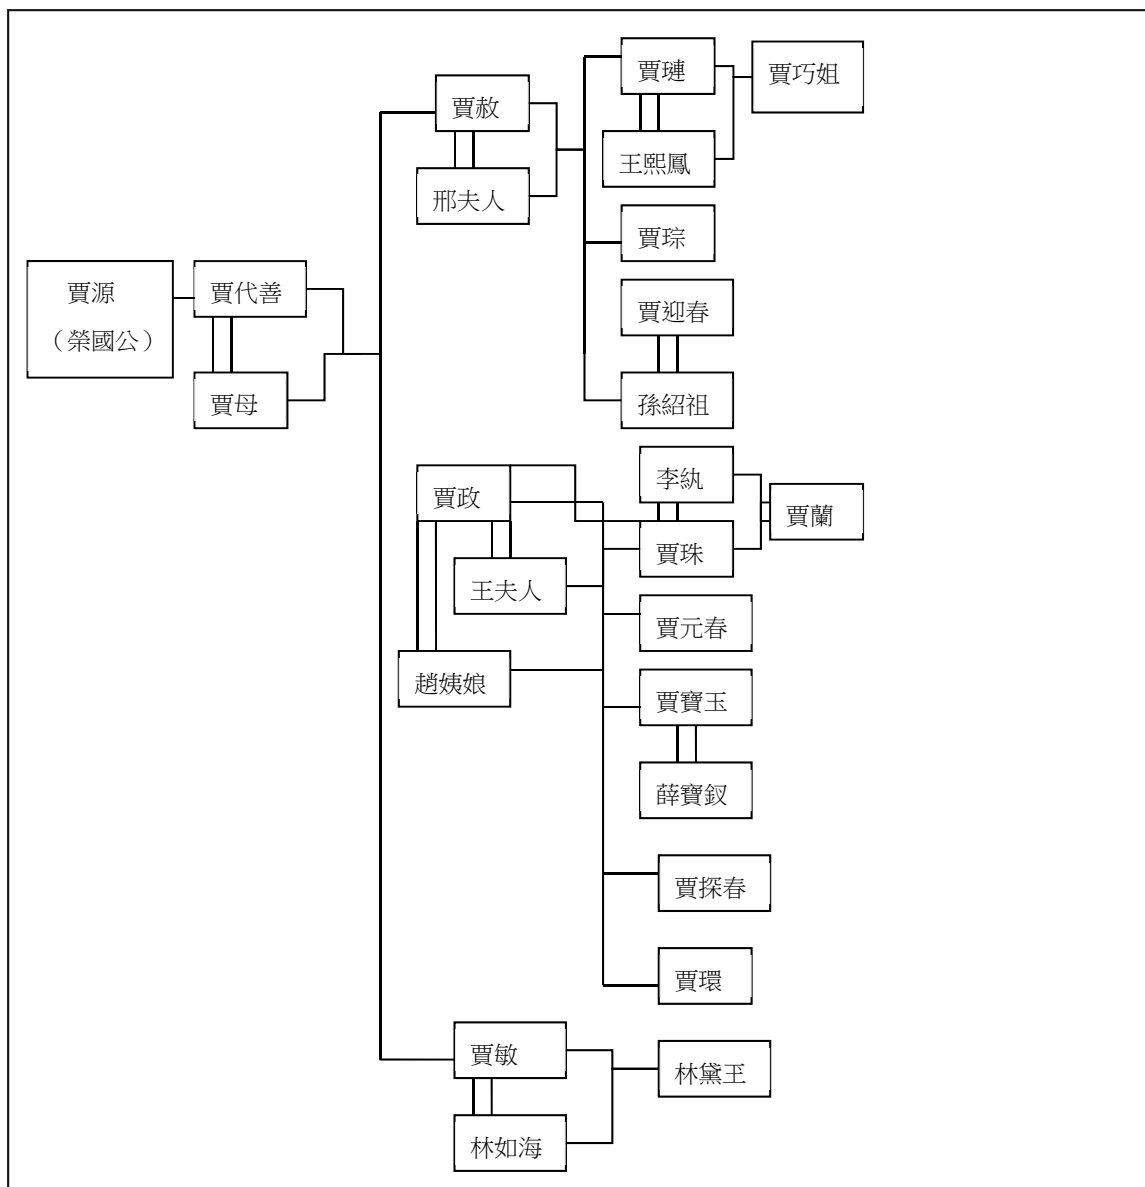 賈璉
賈巧姐
賈赦
王熙鳳
邢夫人
賈琮
賈源
（榮國公）
賈代善
賈迎春
賈母
孫紹祖
李紈
賈政
賈蘭
賈珠
王夫人
賈元春
趙姨娘
賈寶玉
薛寶釵
賈探春
賈環
賈敏
林黛王
林如海